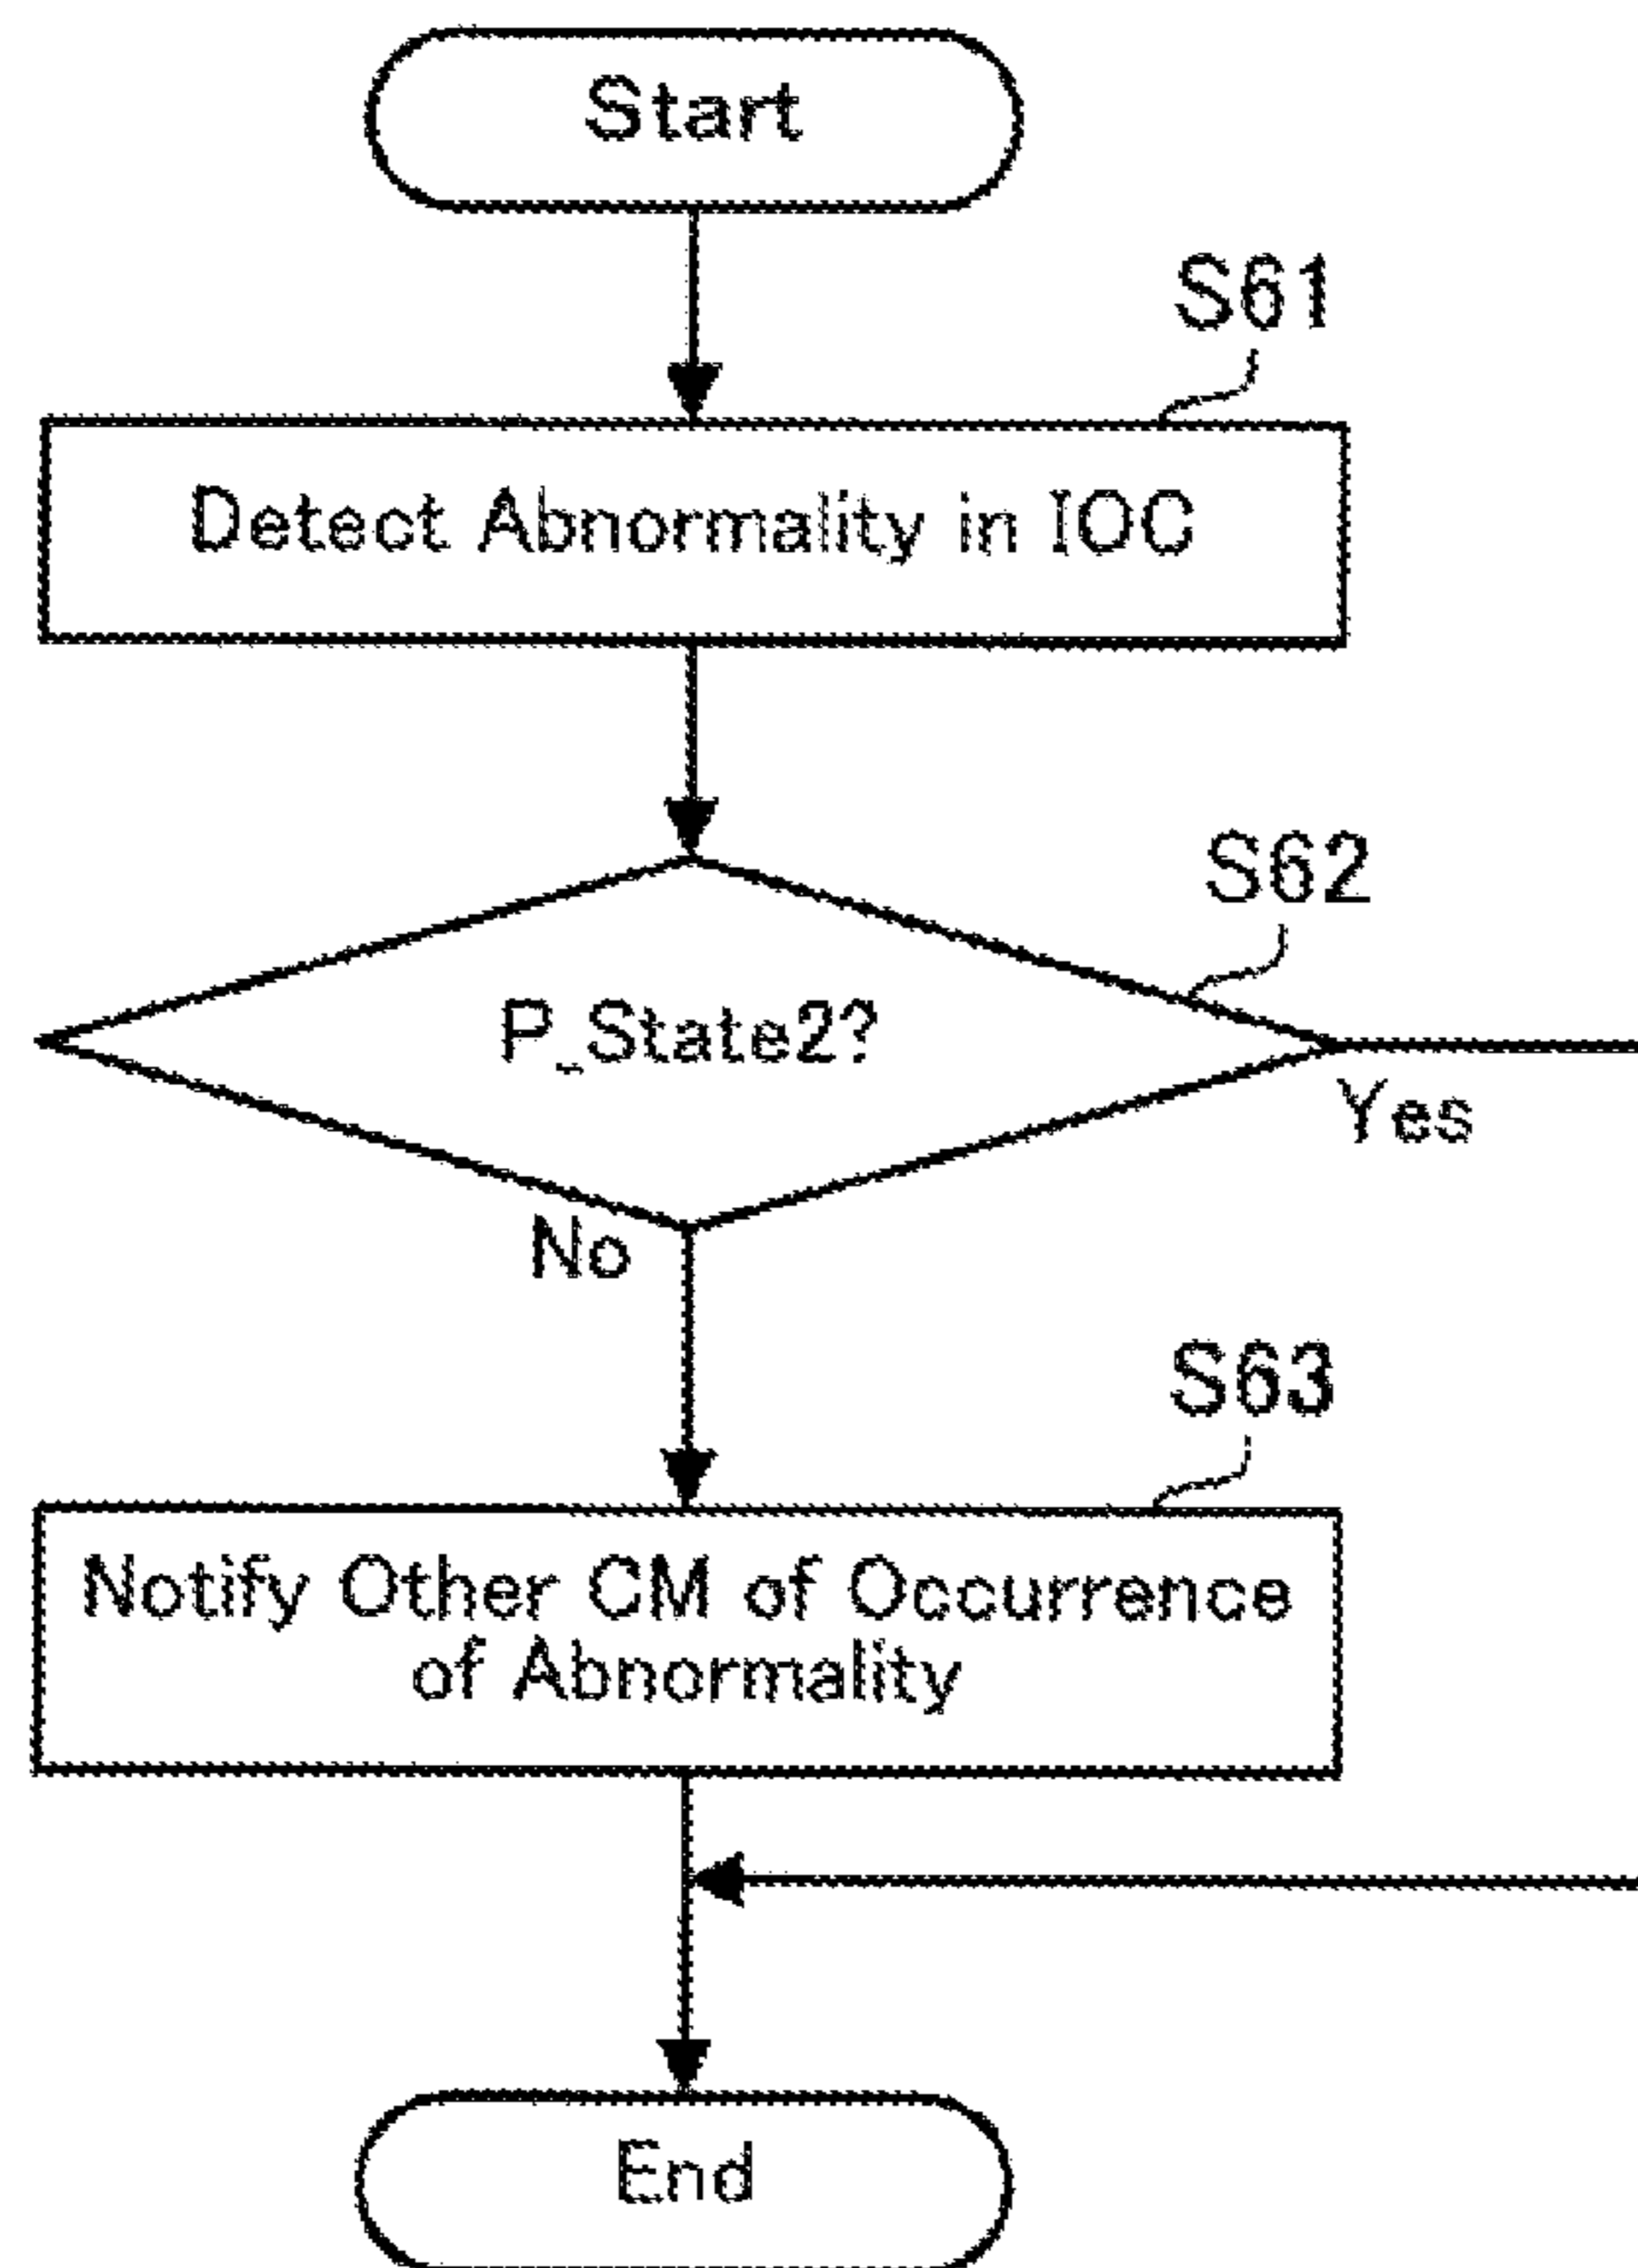 Start
S61
Detect Abnormality in IOC
S62
P_State2?
Yes
No
S63
Notify Other CM of Occurrence
of Abnormality
End